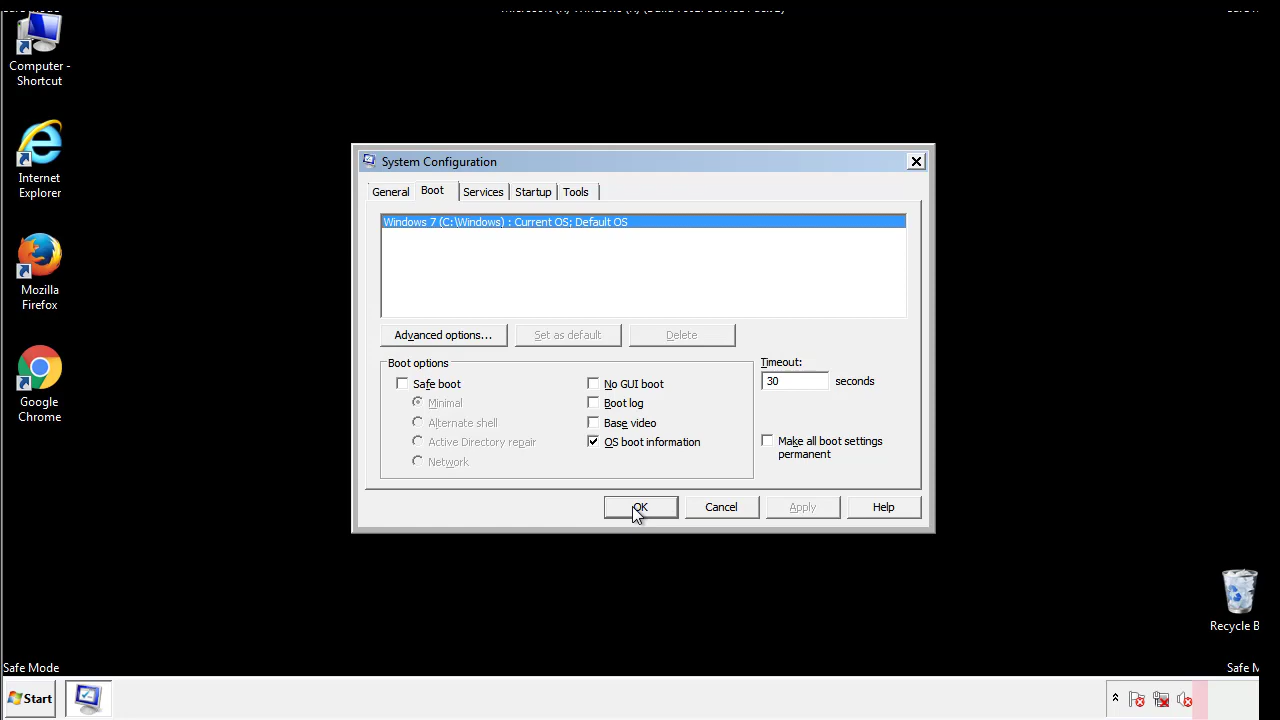 Computer -
Shortcut
Internet
Explorer
Mozilla
Firefox
Google
Chrome
System Configuration
General Boot Services Startup Tools
Windows 7 (C:\Windows) : Current OS; Default OS
Advanced options... Set as default Delete
Boot options
Safe boot
Minimal
Alternate shell
Active Directory repair
Network
No GUI boot
Boot log
Base video
OS boot information
Timeout:
30 seconds
Make all boot settings
permanent
OK Cancel Apply Help
Recycle B
Safe Mode
Safe M
Start